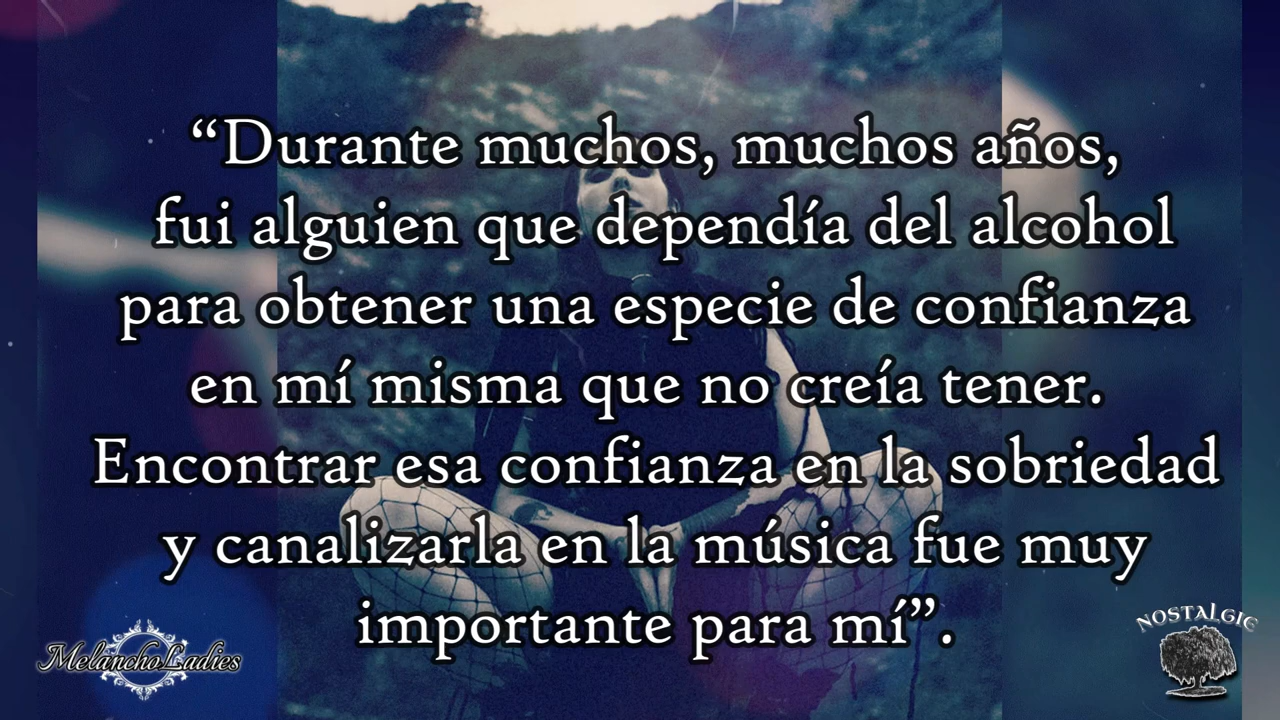 “Durante muchos, muchos años,
fui alguien que dependía del alcohol
para obtener una especie de confianza
en mí misma que no creía tener.
Encontrar esa confianza en la sobriedad
y canalizarla en la música fue muy
importante para mí”.
MelanchoLadies
NOSTALGIE